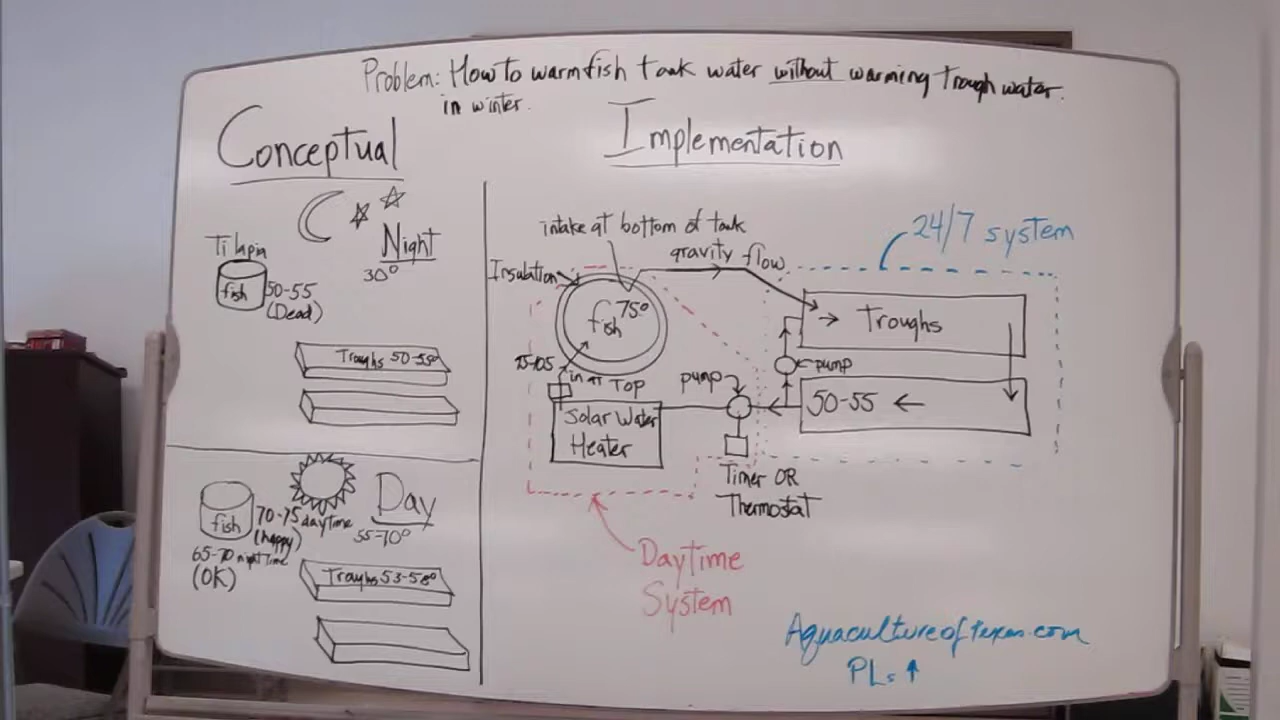 Problem: How to warm fish tank water without warming trough water
in winter.
Conceptual
Night
30°
Tilapia
fish
50-55
(Dead)
Troughs 50-55°
Day
55-70°
fish
70-75 daytime
(happy)
65-70 nighttime
(OK)
Troughs 53-58°
Implementation
intake at bottom of tank
gravity flow
24/7 system
Insulation
fish 75°
Troughs
75-105
in at TOP
pump
pump
50-55
Solar Water
Heater
Timer OR
Thermostat
Daytime
System
Aquacultureoftexas.com
PLs